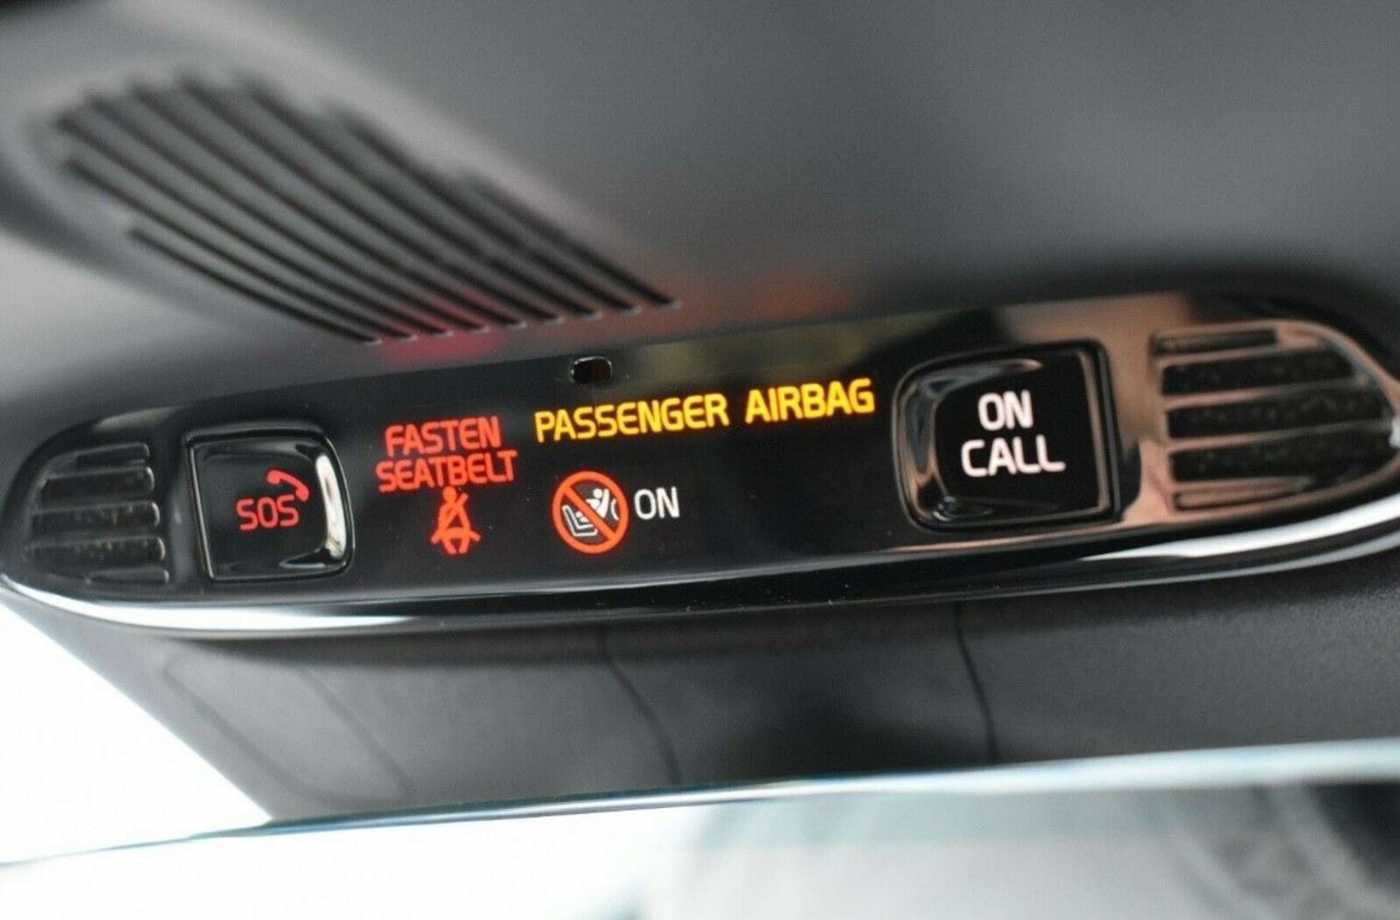 SOS
FASTEN
SEATBELT
PASSENGER AIRBAG
ON
ON
CALL